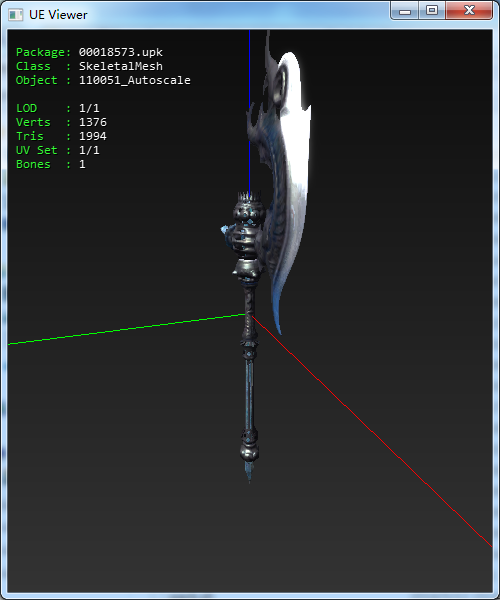 UE Viewer
Package: 00018573.upk
Class  : SkeletalMesh
Object : 110051_Autoscale
LOD    : 1/1
Verts  : 1376
Tris   : 1994
UV Set : 1/1
Bones  : 1